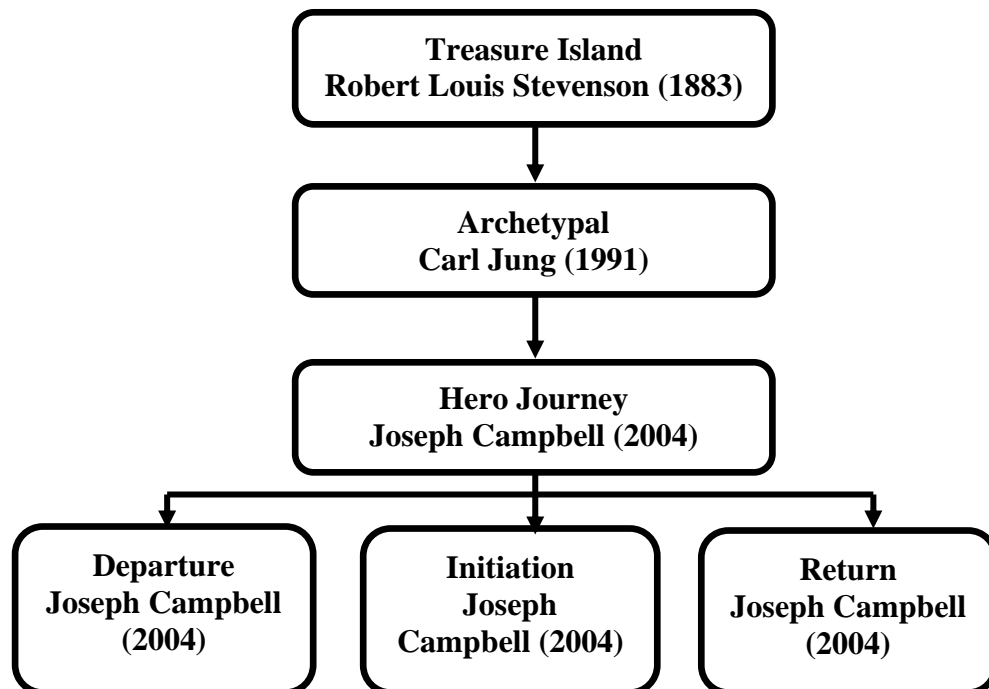 Treasure Island
Robert Louis Stevenson (1883)
Archetypal
Carl Jung (1991)
Hero Journey
Joseph Campbell (2004)
Departure
Joseph Campbell
(2004)
Initiation
Joseph
Campbell (2004)
Return
Joseph Campbell
(2004)